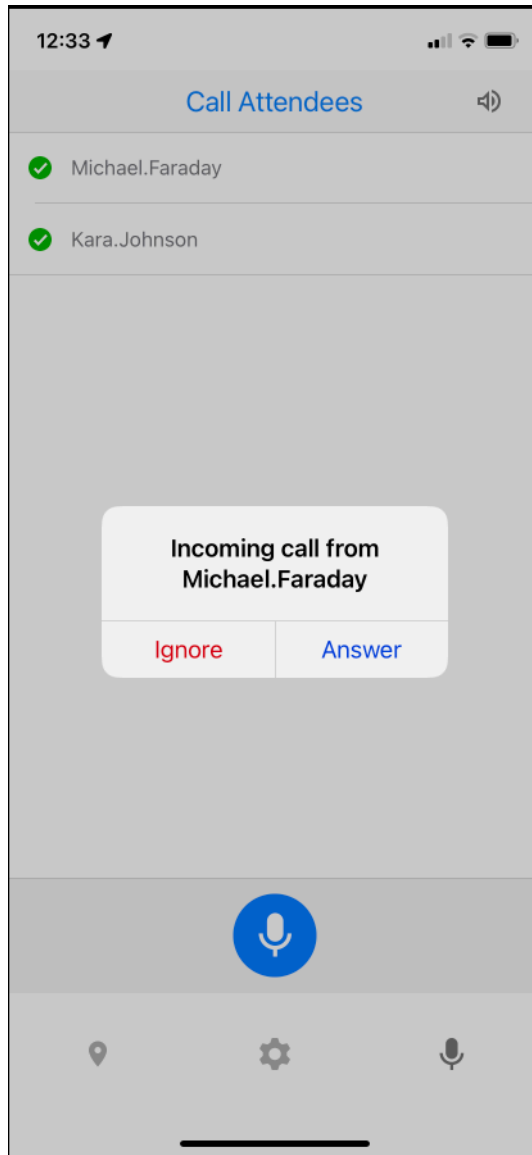 12:33
Call Attendees
Michael.Faraday
Kara.Johnson
Incoming call from
Michael.Faraday
Ignore Answer